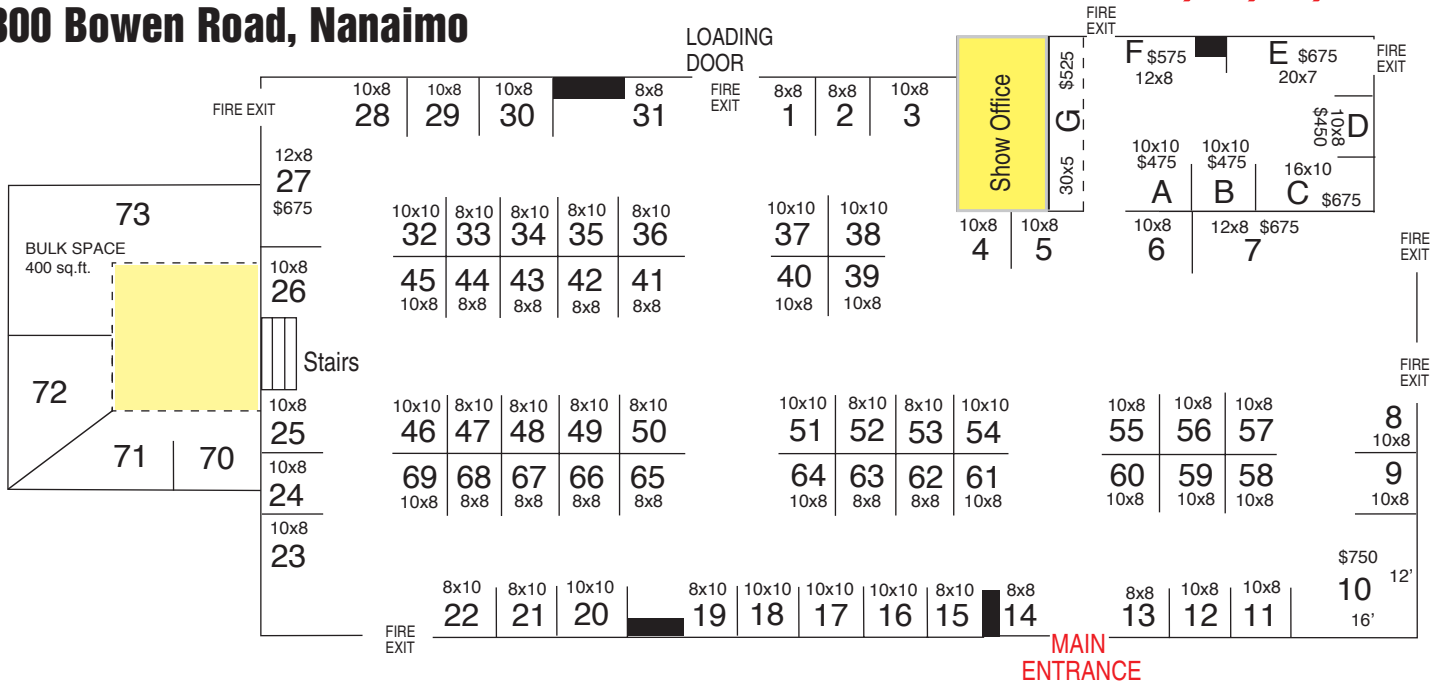 300 Bowen Road, Nanaimo
LOADING
DOOR
FIRE
EXIT
FIRE
EXIT
FIRE EXIT
10x8 10x8 10x8 8x8
28 29 30 31
FIRE
EXIT
8x8 8x8 10x8
1 2 3
Show Office
G $525
30x5
F $575
12x8
E $675
20x7
D
10x8
$450
10x10
$475
A
10x10
$475
B
16x10
C $675
12x8
27
$675
73
BULK SPACE
400 sq.ft.
10x10 8x10 8x10 8x10 8x10
32 33 34 35 36
10x10 10x10
37 38
10x8 10x8
4 5
10x8
6
12x8 $675
7
FIRE
EXIT
10x8
26
45 44 43 42 41
10x8 8x8 8x8 8x8 8x8
40 39
10x8 10x8
Stairs
FIRE
EXIT
72
10x8
25
10x10 8x10 8x10 8x10 8x10
46 47 48 49 50
10x10 8x10 8x10 10x10
51 52 53 54
10x8 10x8 10x8
55 56 57
8
10x8
71 70
10x8
24
69 68 67 66 65
10x8 8x8 8x8 8x8 8x8
64 63 62 61
10x8 8x8 8x8 10x8
60 59 58
10x8 10x8 10x8
9
10x8
10x8
23
$750
10 12'
16'
8x10 8x10 10x10
22 21 20
8x10 10x10 10x10 10x10 8x10 8x8
19 18 17 16 15 14
8x8 10x8 10x8
13 12 11
FIRE
EXIT
MAIN
ENTRANCE